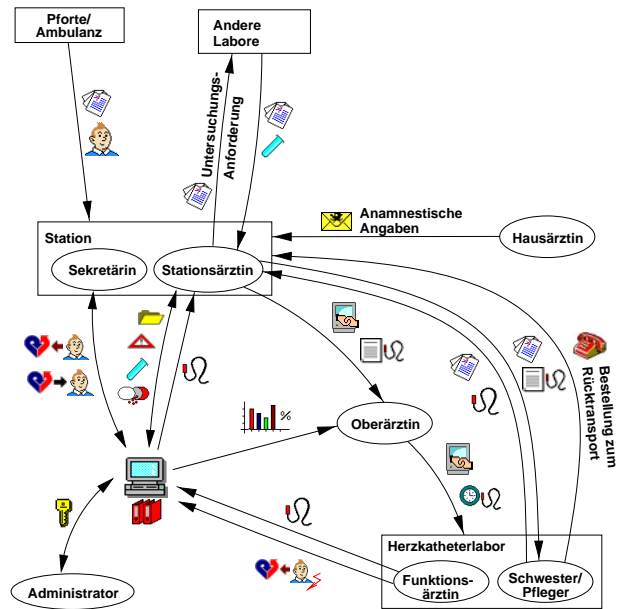 Pforte/
Ambulanz
Andere
Labore
Untersuchungs-
Anforderung
Anamnestische
Angaben
Station
Sekretärin
Stationsärztin
Hausärztin
Bestellung zum
Rücktransport
%
Oberärztin
Herzkatheterlabor
Administrator
Funktions-
ärztin
Schwester/
Pfleger